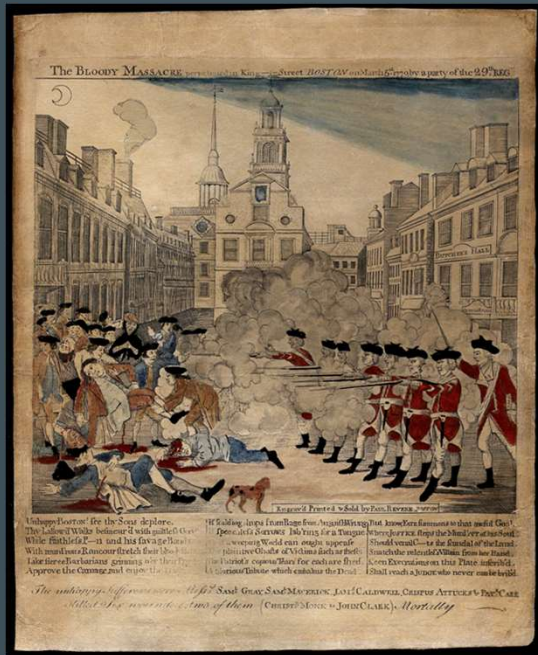 The BLOODY MASSACRE perpetrated in King Street BOSTON on March 5th 1770 by a party of the 29th REGt
BUTCHER'S HALL
Engrav'd Printed & Sold by PAUL REVERE BOSTON
Unhappy BOSTON! see thy Sons deplore,
Thy hallow'd Walks besmear'd with guiltless Gore:
While faithless P—n and his savage Bands,
With murd'rous Rancour stretch their bloody Hands;
Like fierce Barbarians grinning o'er their Prey,
Approve the Carnage, and enjoy the Day.
If scalding drops from Rage from Anguish Wrung
If speechless Sorrows lab'ring for a Tongue,
Or if a weeping World can ought appease
The plaintive Ghosts of Victims such as these;
The Patriot's copious Tears for each are shed,
A glorious Tribute which embalms the Dead.
But know, FATE summons to that awful Goal,
Where JUSTICE strips the Murd'rer of his Soul:
Should venal C—ts the scandal of the Land,
Snatch the relentless Villain from her Hand,
Keen Execrations on this Plate inscrib'd,
Shall reach a JUDGE who never can be brib'd.
The unhappy Sufferers were Messrs SAML GRAY, SAML MAVERICK, JAMS CALDWELL, CRISPUS ATTUCKS & PATK CARR
Killed. Six wounded; two of them (CHRISTR MONK & JOHN CLARK) Mortally